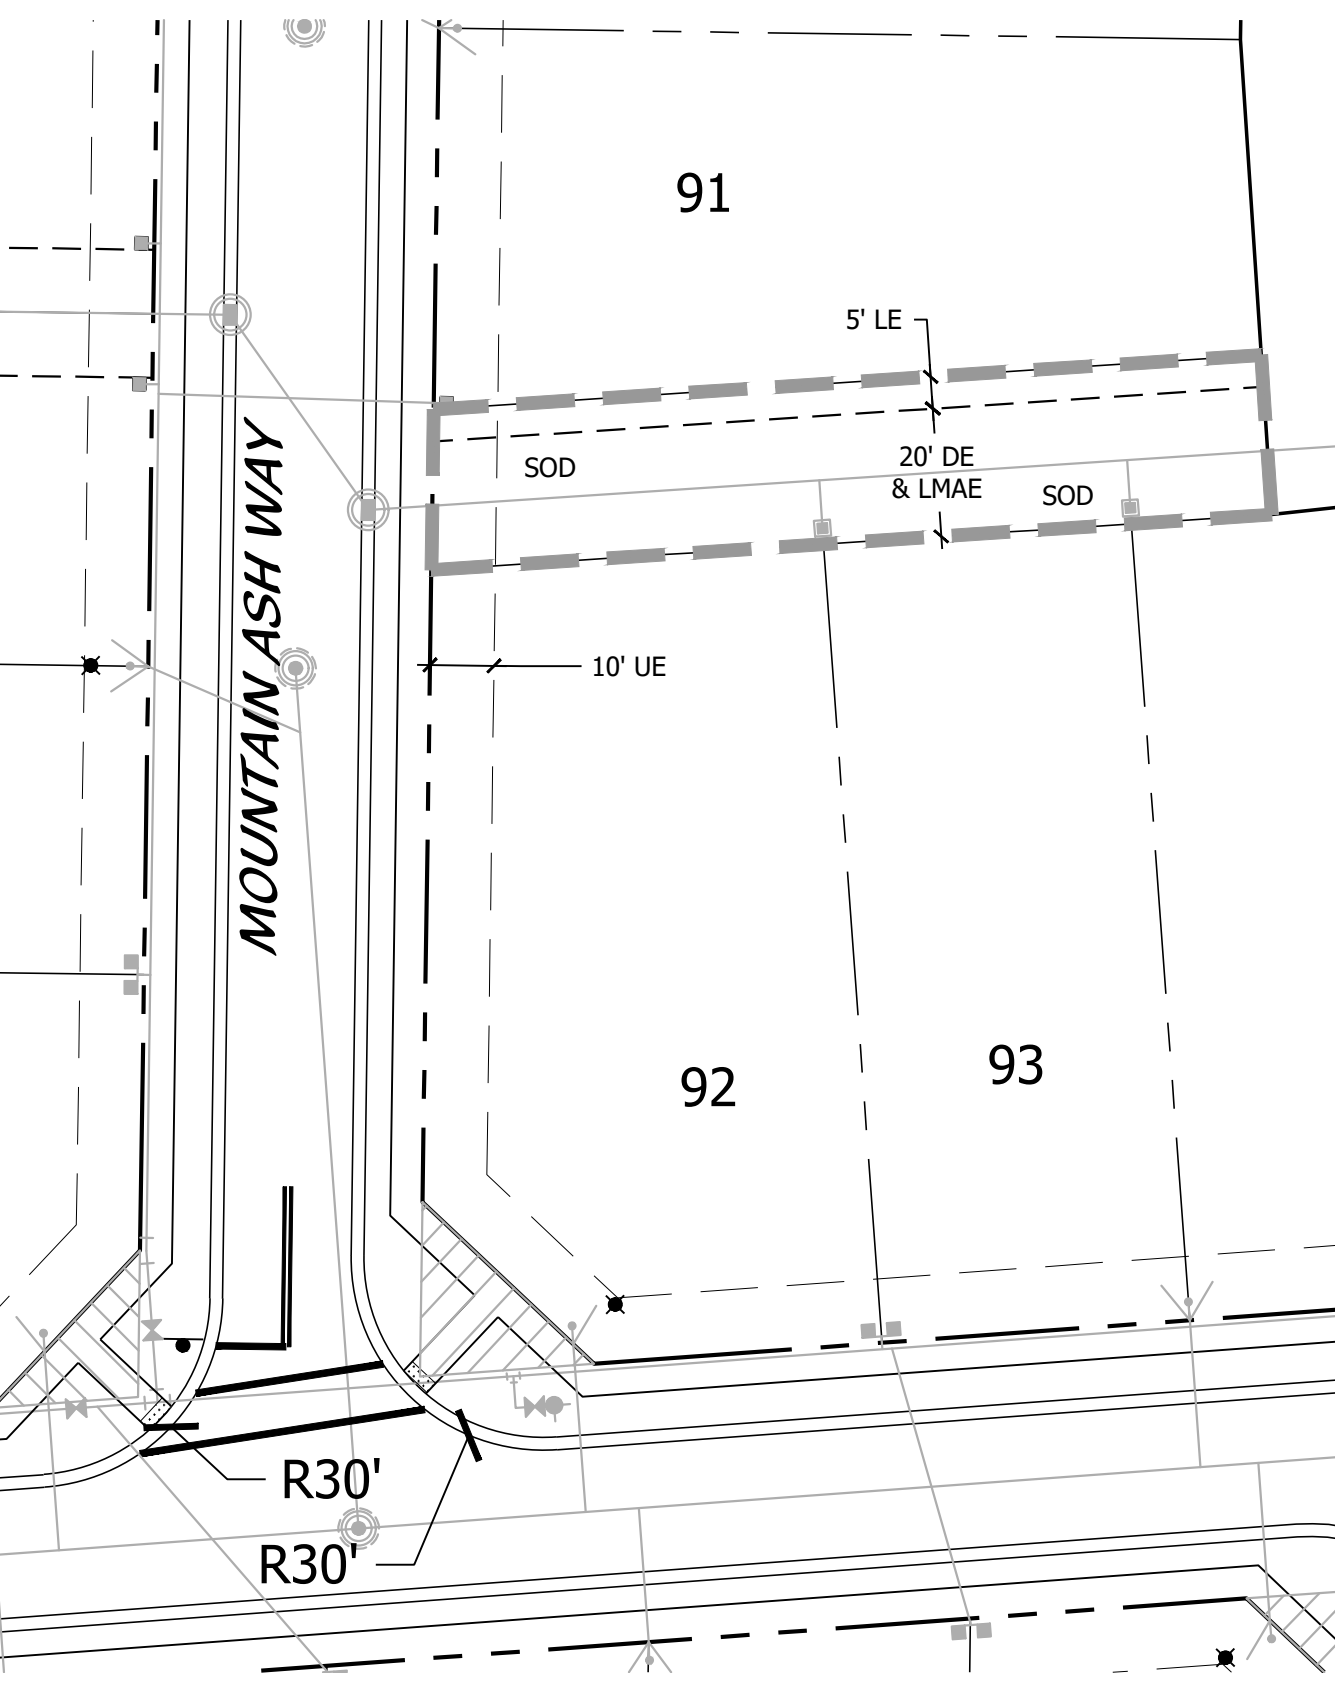 91
5' LE
SOD
20' DE
& LMAE
SOD
MOUNTAIN ASH WAY
10' UE
92
93
R30'
R30'